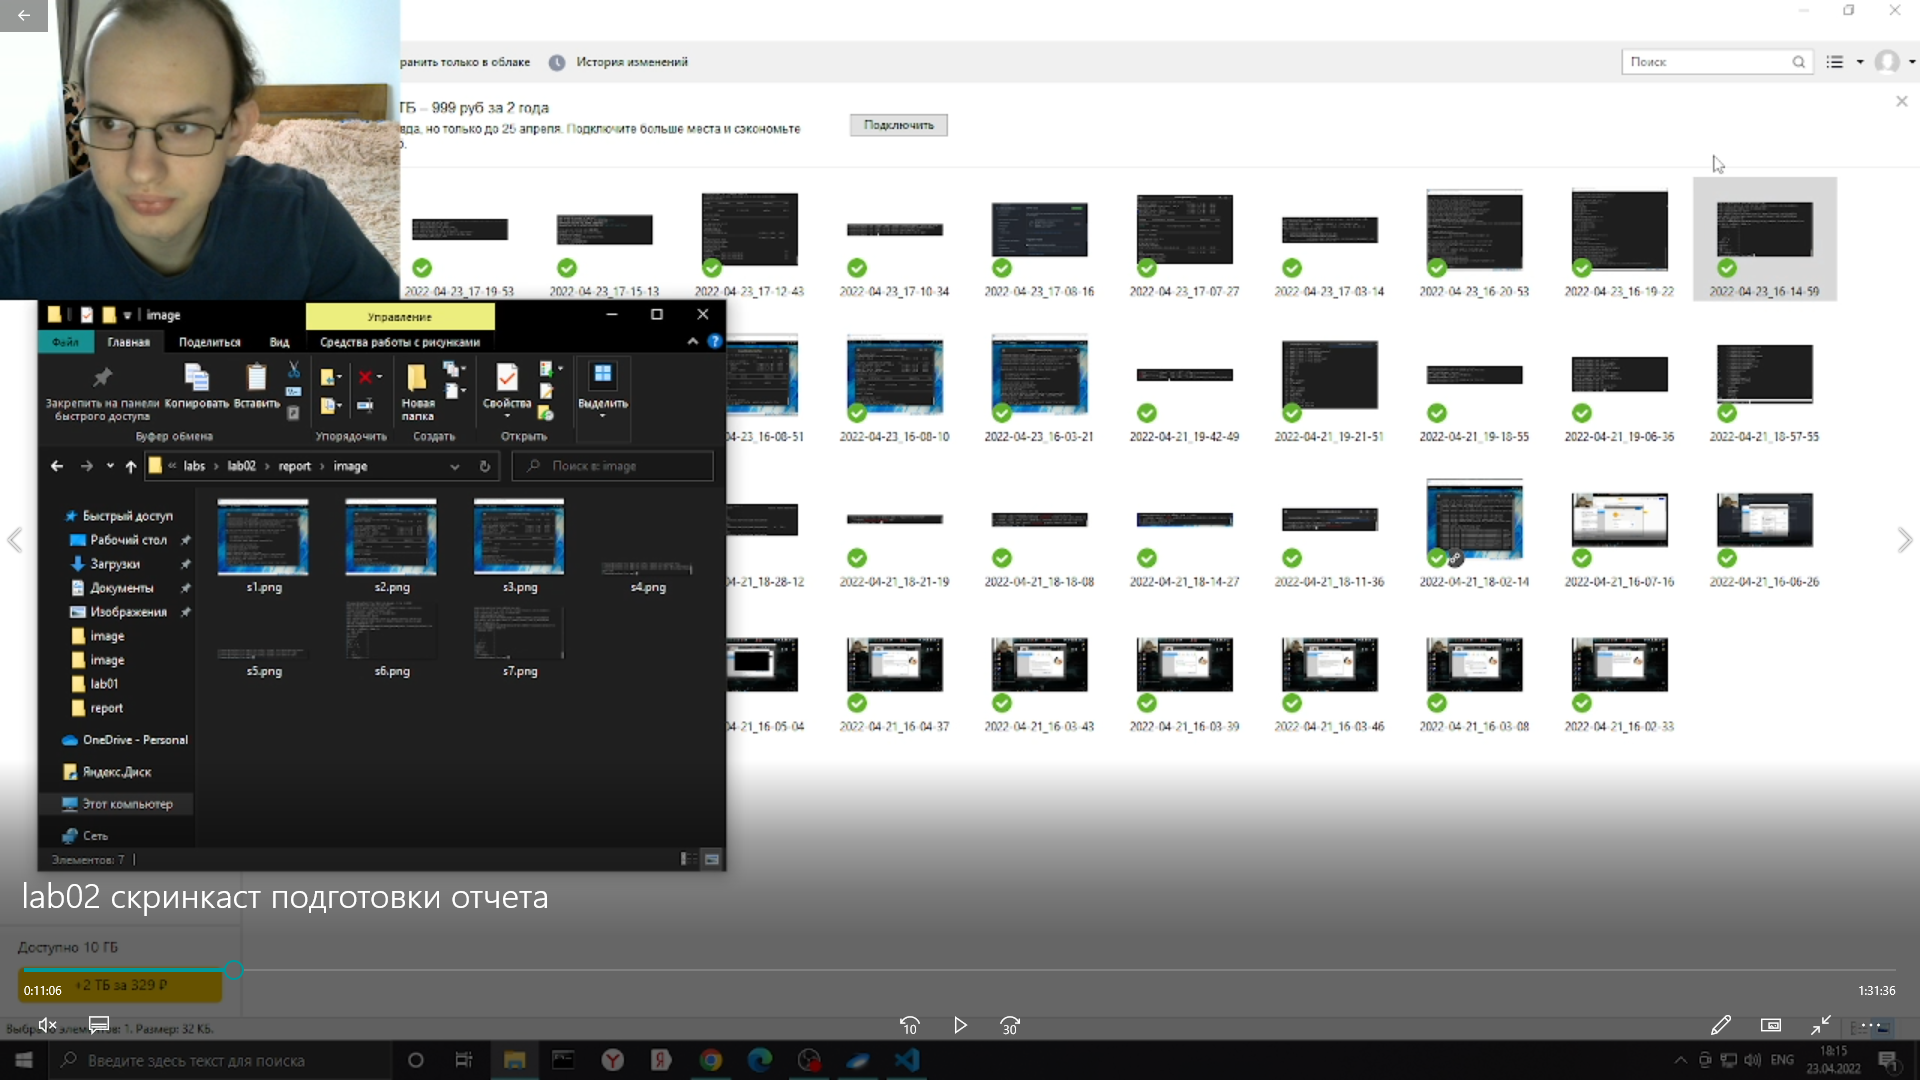 ранить только в облаке
История изменений
Поиск
ТБ – 999 руб за 2 года
вда, но только до 25 апреля. Подключите больше места и сэкономьте
Подключить
2022-04-23_17-19-53
2022-04-23_17-15-13
2022-04-23_17-12-43
2022-04-23_17-10-34
2022-04-23_17-08-16
2022-04-23_17-07-27
2022-04-23_17-03-14
2022-04-23_16-20-53
2022-04-23_16-19-22
2022-04-23_16-14-59
image
Управление
Файл
Главная
Поделиться
Вид
Средства работы с рисунками
Закрепить на панели
быстрого доступа
Копировать
Вставить
Новая
папка
Свойства
Выделить
Буфер обмена
Упорядочить
Создать
Открыть
04-23_16-08-51
2022-04-23_16-08-10
2022-04-23_16-03-21
2022-04-21_19-42-49
2022-04-21_19-21-51
2022-04-21_19-18-55
2022-04-21_19-06-36
2022-04-21_18-57-55
« labs › lab02 › report › image
Поиск в: image
Быстрый доступ
Рабочий стол
Загрузки
Документы
Изображения
image
image
lab01
report
OneDrive - Personal
Яндекс.Диск
Этот компьютер
Сеть
s1.png
s2.png
s3.png
s4.png
s5.png
s6.png
s7.png
Элементов: 7
04-21_18-28-12
2022-04-21_18-21-19
2022-04-21_18-18-08
2022-04-21_18-14-27
2022-04-21_18-11-36
2022-04-21_18-02-14
2022-04-21_16-07-16
2022-04-21_16-06-26
04-21_16-05-04
2022-04-21_16-04-37
2022-04-21_16-03-43
2022-04-21_16-03-39
2022-04-21_16-03-46
2022-04-21_16-03-08
2022-04-21_16-02-33
lab02 скринкаст подготовки отчета
Доступно 10 ГБ
+2 ТБ за 329 ₽
0:11:06
1:31:36
элементов: 1. Размер: 32 КБ.
10
30
Введите здесь текст для поиска
ENG
18:15
23.04.2022